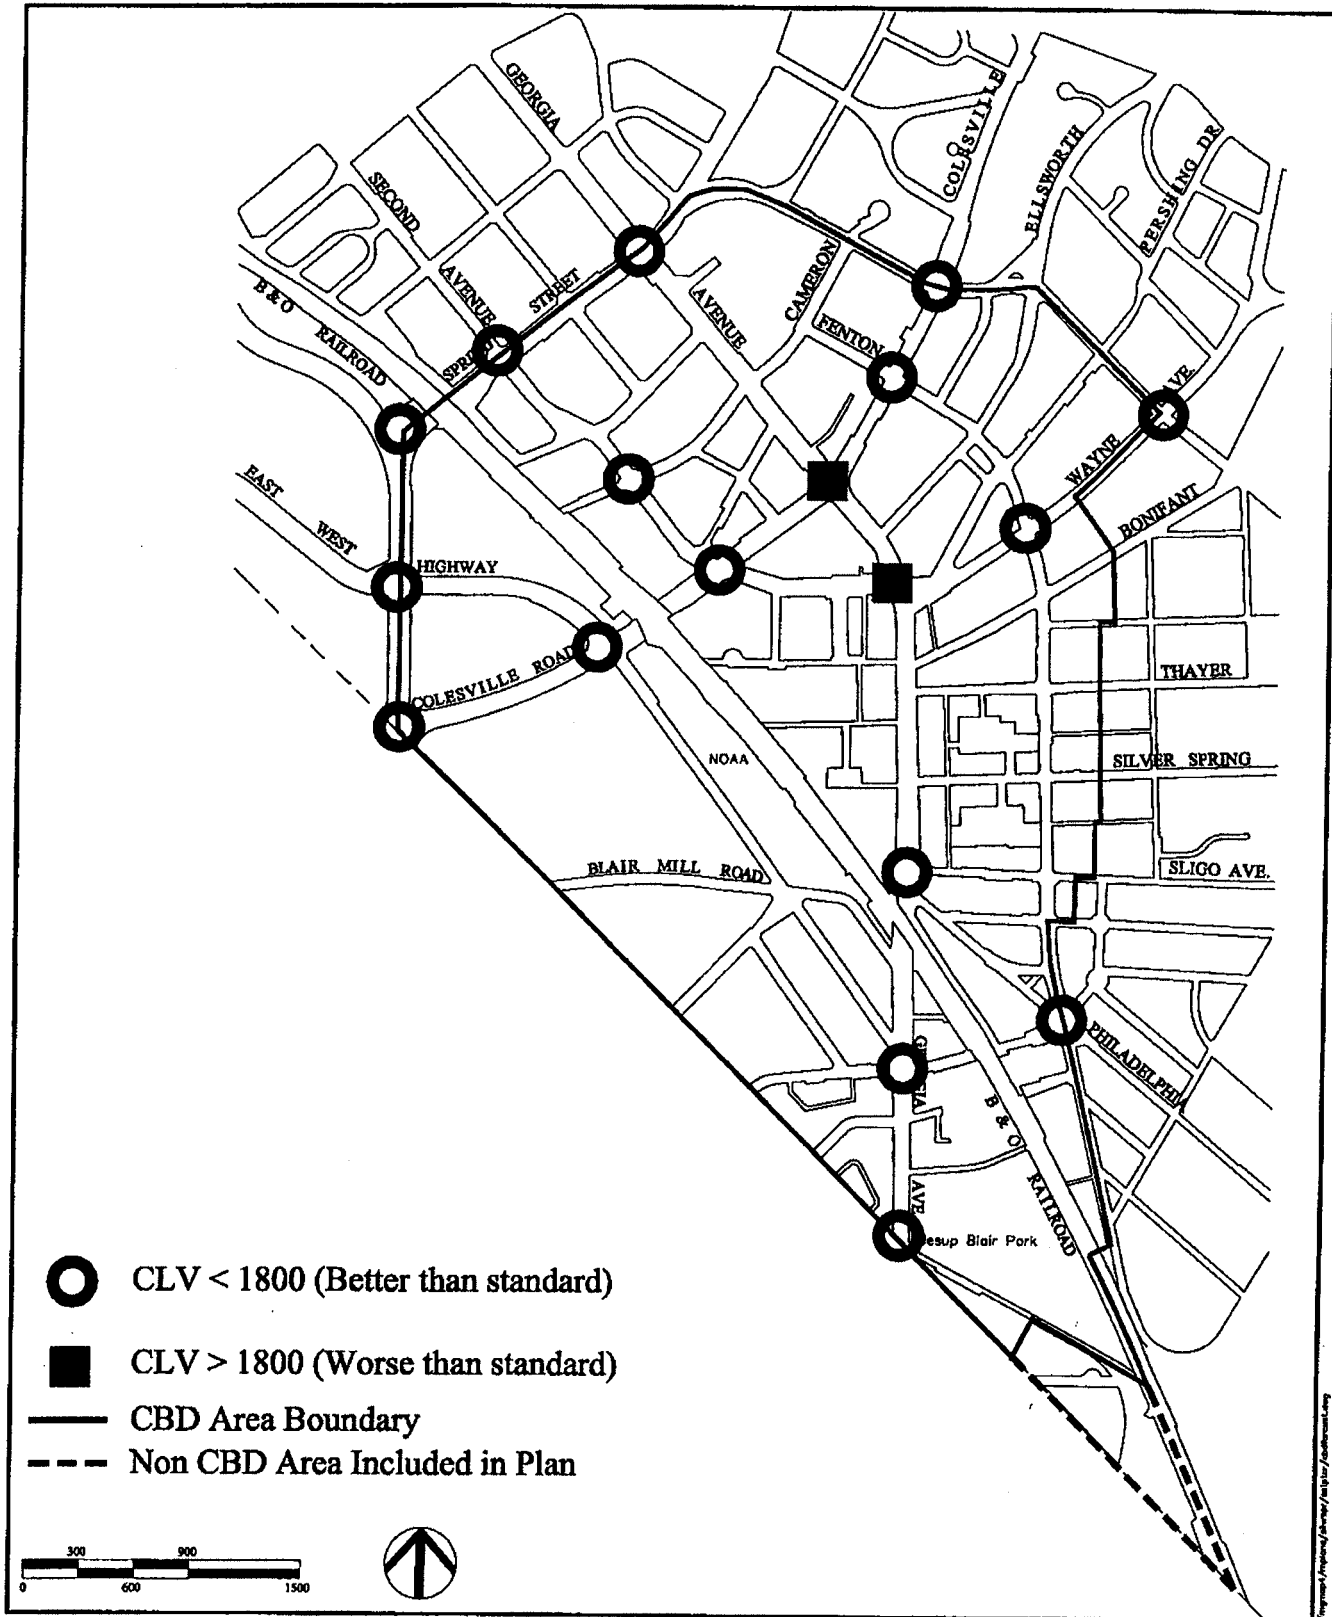 GEORGIA
COLESVILLE
ELLSWORTH
PERSHING DR.
SECOND
AVENUE
SPRING
STREET
AVENUE
CAMERON
FENTON
B & O
RAILROAD
WAYNE
AVE.
BONIFANT
EAST
WEST
HIGHWAY
COLESVILLE ROAD
THAYER
NOAA
SILVER SPRING
BLAIR MILL ROAD
SLIGO AVE.
PHILADELPHIA
GEORGIA
AVE
B & O
RAILROAD
esup Blair Park
CLV < 1800 (Better than standard)
CLV > 1800 (Worse than standard)
CBD Area Boundary
Non CBD Area Included in Plan
300 900
0 600 1500